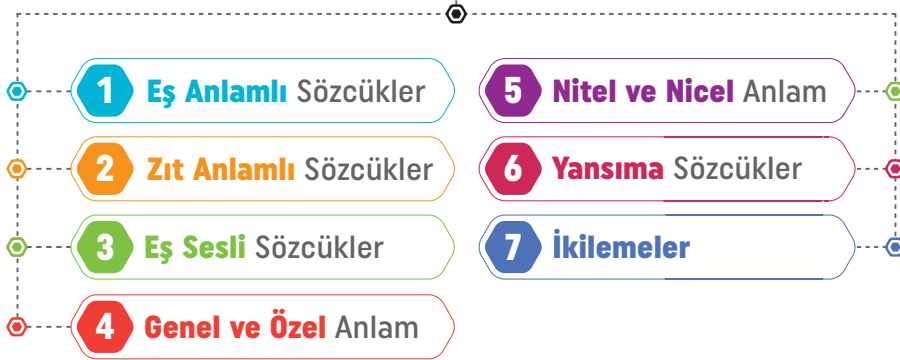 1 Eş Anlamlı Sözcükler
2 Zıt Anlamlı Sözcükler
3 Eş Sesli Sözcükler
4 Genel ve Özel Anlam
5 Nitel ve Nicel Anlam
6 Yansıma Sözcükler
7 İkilemeler